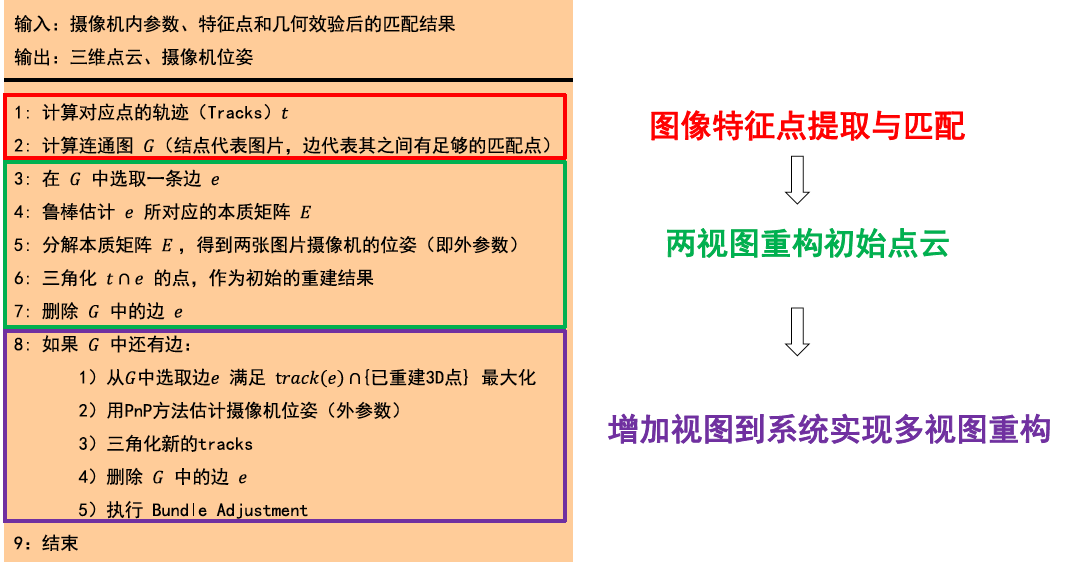 输入：摄像机内参数、特征点和几何效验后的匹配结果
输出：三维点云、摄像机位姿
1: 计算对应点的轨迹（Tracks）t
2: 计算连通图 G（结点代表图片，边代表其之间有足够的匹配点）
3: 在 G 中选取一条边 e
4: 鲁棒估计 e 所对应的本质矩阵 E
5: 分解本质矩阵 E ，得到两张图片摄像机的位姿（即外参数）
6: 三角化 t∩e 的点，作为初始的重建结果
7: 删除 G 中的边 e
8: 如果 G 中还有边：
1）从G中选取边e 满足 track(e)∩{已重建3D点} 最大化
2）用PnP方法估计摄像机位姿（外参数）
3）三角化新的tracks
4）删除 G 中的边 e
5）执行 Bundle Adjustment
9：结束
图像特征点提取与匹配
两视图重构初始点云
增加视图到系统实现多视图重构